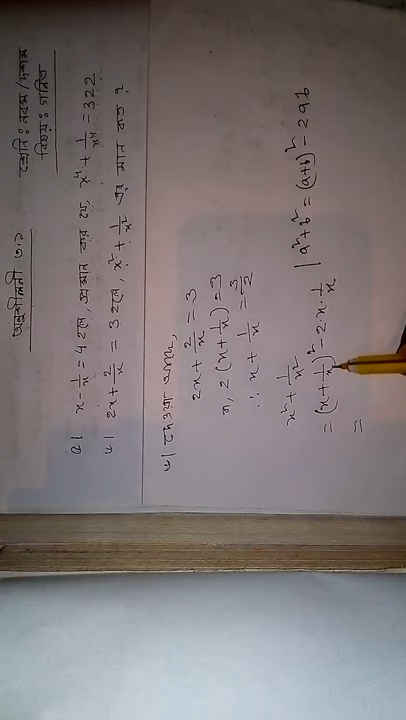 অনুশীলনী ৩.১
শ্রেণি: নবম/দশম
বিষয়: গণিত
৫। x - 1/x = 4 হলে, প্রমাণ কর যে, x⁴ + 1/x⁴ = 322
৬। 2x + 2/x = 3 হলে, x² + 1/x² এর মান কত ?
৬। দেওয়া আছে,
2x + 2/x = 3
বা, 2(x + 1/x) = 3
∴ x + 1/x = 3/2
x² + 1/x²
= (x + 1/x)² - 2·x·1/x | a² + b² = (a+b)² - 2ab
=